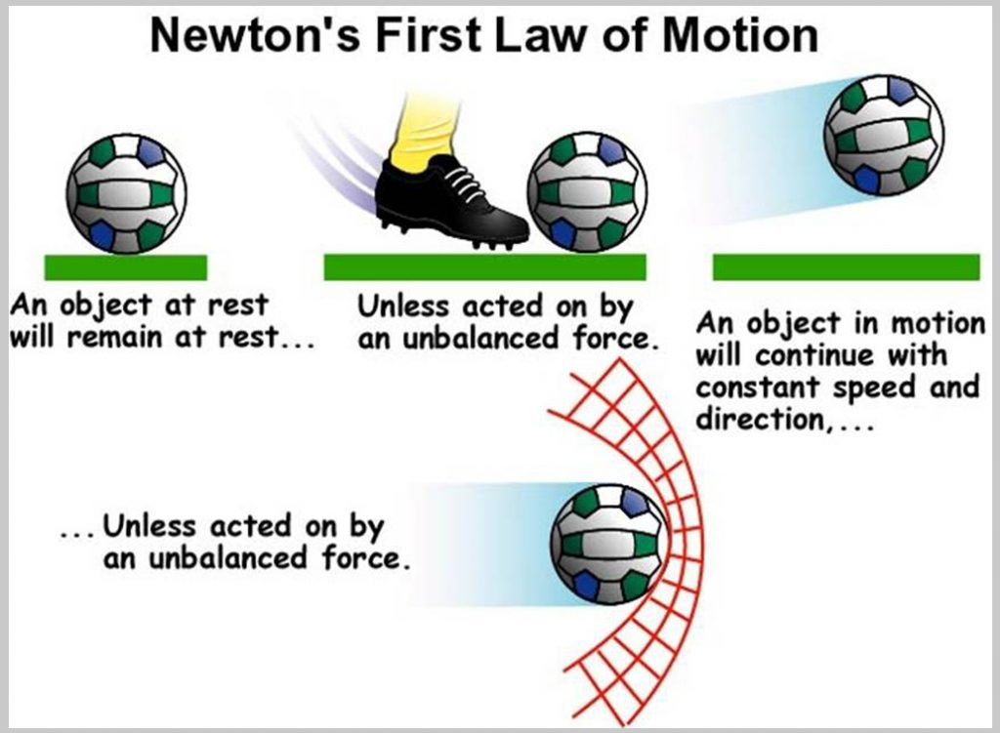 Newton's First Law of Motion
An object at rest
will remain at rest...
Unless acted on by
an unbalanced force.
An object in motion
will continue with
constant speed and
direction,...
... Unless acted on by
an unbalanced force.